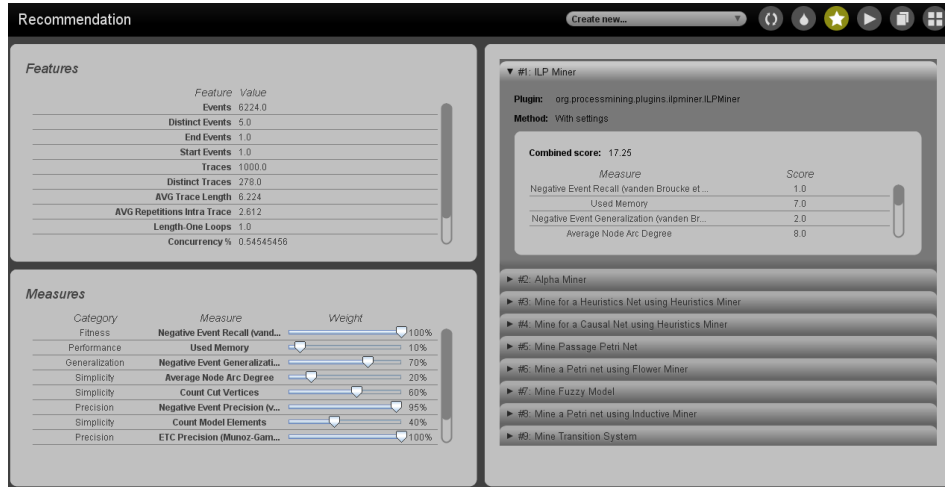 Recommendation
Create new...
Features
Feature Value
Events 6224.0
Distinct Events 5.0
End Events 1.0
Start Events 1.0
Traces 1000.0
Distinct Traces 278.0
AVG Trace Length 6.224
AVG Repetitions Intra Trace 2.612
Length-One Loops 1.0
Concurrency % 0.54545456
Measures
Category Measure Weight
Fitness Negative Event Recall (vand... 100%
Performance Used Memory 10%
Generalization Negative Event Generalizati... 70%
Simplicity Average Node Arc Degree 20%
Simplicity Count Cut Vertices 60%
Precision Negative Event Precision (v... 95%
Simplicity Count Model Elements 40%
Precision ETC Precision (Munoz-Gam... 100%
#1: ILP Miner
Plugin: org.processmining.plugins.ilpminer.ILPMiner
Method: With settings
Combined score: 17.25
Measure Score
Negative Event Recall (vanden Broucke et ... 1.0
Used Memory 7.0
Negative Event Generalization (vanden Br... 2.0
Average Node Arc Degree 8.0
#2: Alpha Miner
#3: Mine for a Heuristics Net using Heuristics Miner
#4: Mine for a Causal Net using Heuristics Miner
#5: Mine Passage Petri Net
#6: Mine a Petri net using Flower Miner
#7: Mine Fuzzy Model
#8: Mine a Petri net using Inductive Miner
#9: Mine Transition System